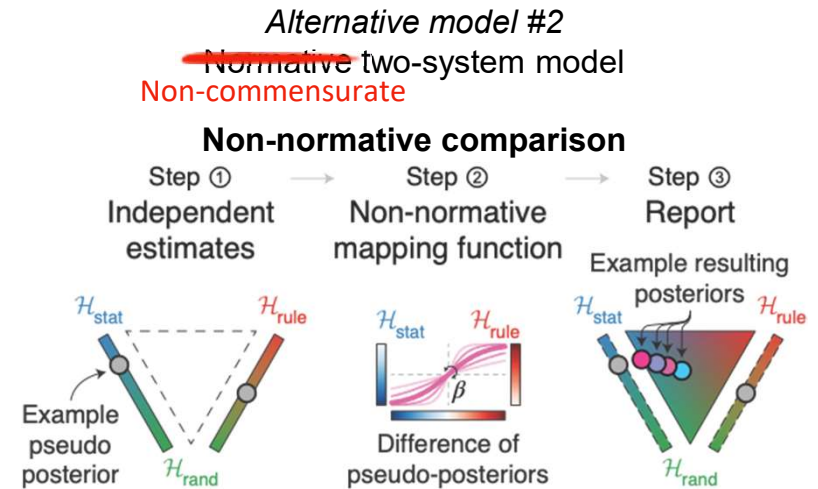 Alternative model #2
Normative two-system model
Non-commensurate
Non-normative comparison
Step ① Step ② Step ③
Independent estimates
Non-normative mapping function
Report
Example resulting posteriors
ℋstat ℋrule
ℋstat ℋrule
ℋstat ℋrule
β
Example pseudo posterior
ℋrand
Difference of pseudo-posteriors
ℋrand